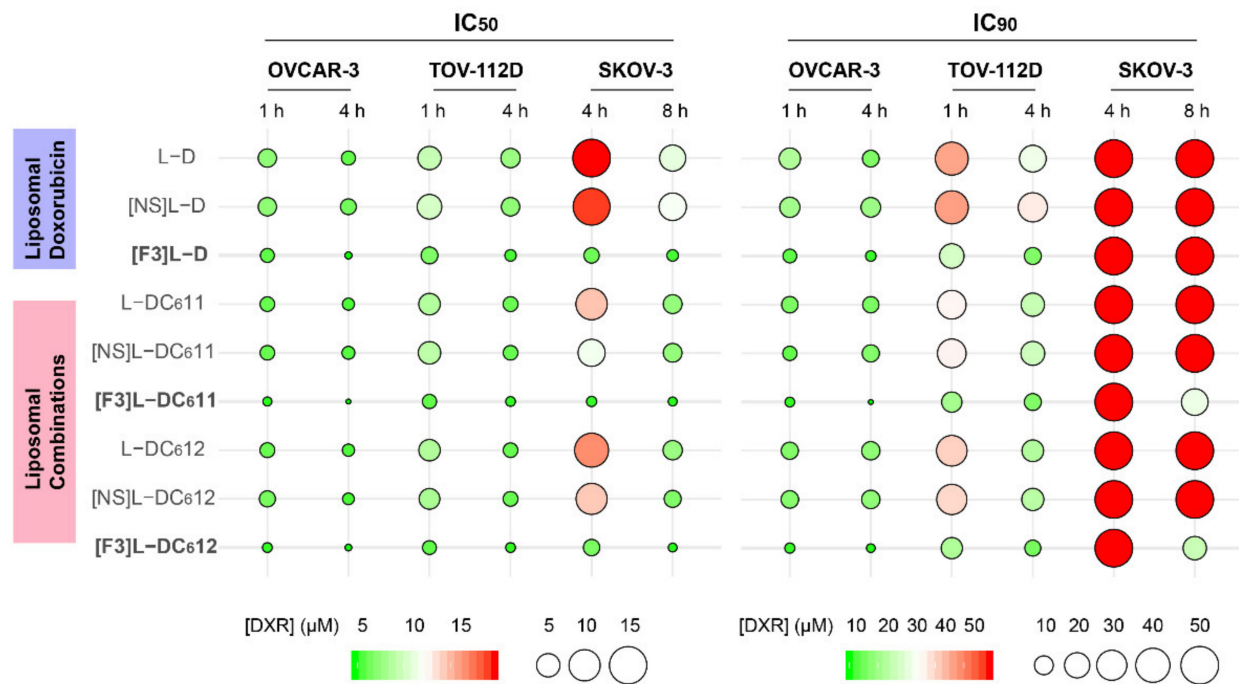 IC50
IC90
OVCAR-3 TOV-112D SKOV-3
OVCAR-3 TOV-112D SKOV-3
1 h 4 h 1 h 4 h 4 h 8 h
1 h 4 h 1 h 4 h 4 h 8 h
Liposomal
Doxorubicin
L-D
[NS]L-D
[F3]L-D
Liposomal
Combinations
L-DC611
[NS]L-DC611
[F3]L-DC611
L-DC612
[NS]L-DC612
[F3]L-DC612
[DXR] (µM) 5 10 15
5 10 15
[DXR] (µM) 10 20 30 40 50
10 20 30 40 50